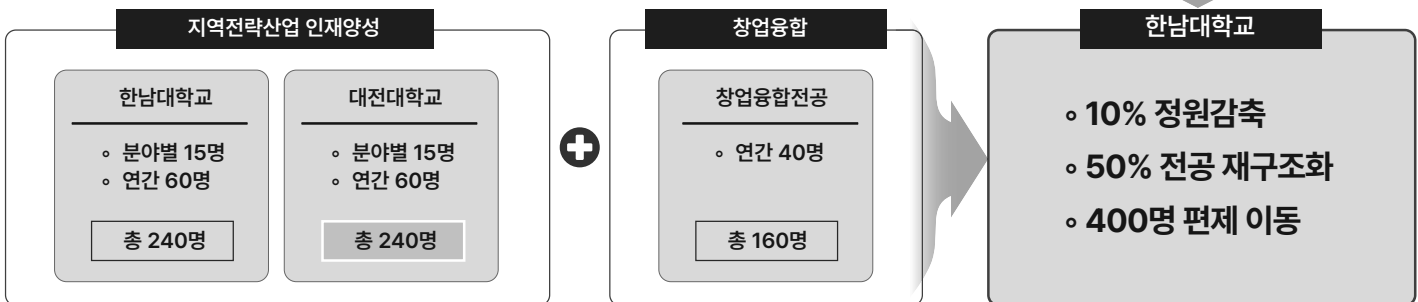 지역전략산업 인재양성
한남대학교
∘ 분야별 15명
∘ 연간 60명
총 240명
대전대학교
∘ 분야별 15명
∘ 연간 60명
총 240명
창업융합
창업융합전공
∘ 연간 40명
총 160명
한남대학교
∘ 10% 정원감축
∘ 50% 전공 재구조화
∘ 400명 편제 이동